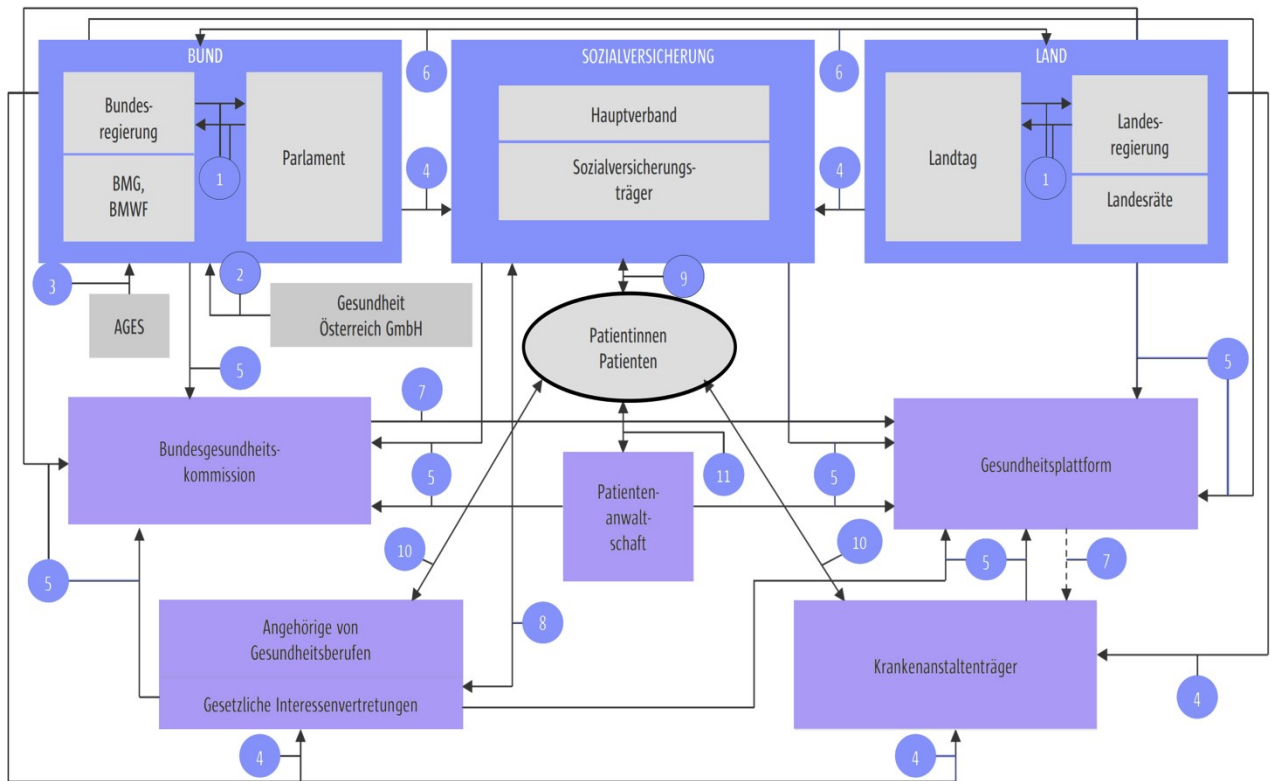 BUND
SOZIALVERSICHERUNG
LAND
6
6
Bundes-
regierung
BMG,
BMWF
1
Parlament
4
Hauptverband
Sozialversicherungs-
träger
4
Landtag
1
Landes-
regierung
Landesräte
3
2
AGES
Gesundheit
Österreich GmbH
9
Patientinnen
Patienten
5
7
5
Bundesgesundheits-
kommission
5
11
5
Gesundheitsplattform
Patienten-
anwalt-
schaft
10
10
5
5
7
8
Angehörige von
Gesundheitsberufen
Gesetzliche Interessenvertretungen
Krankenanstaltenträger
4
4
4